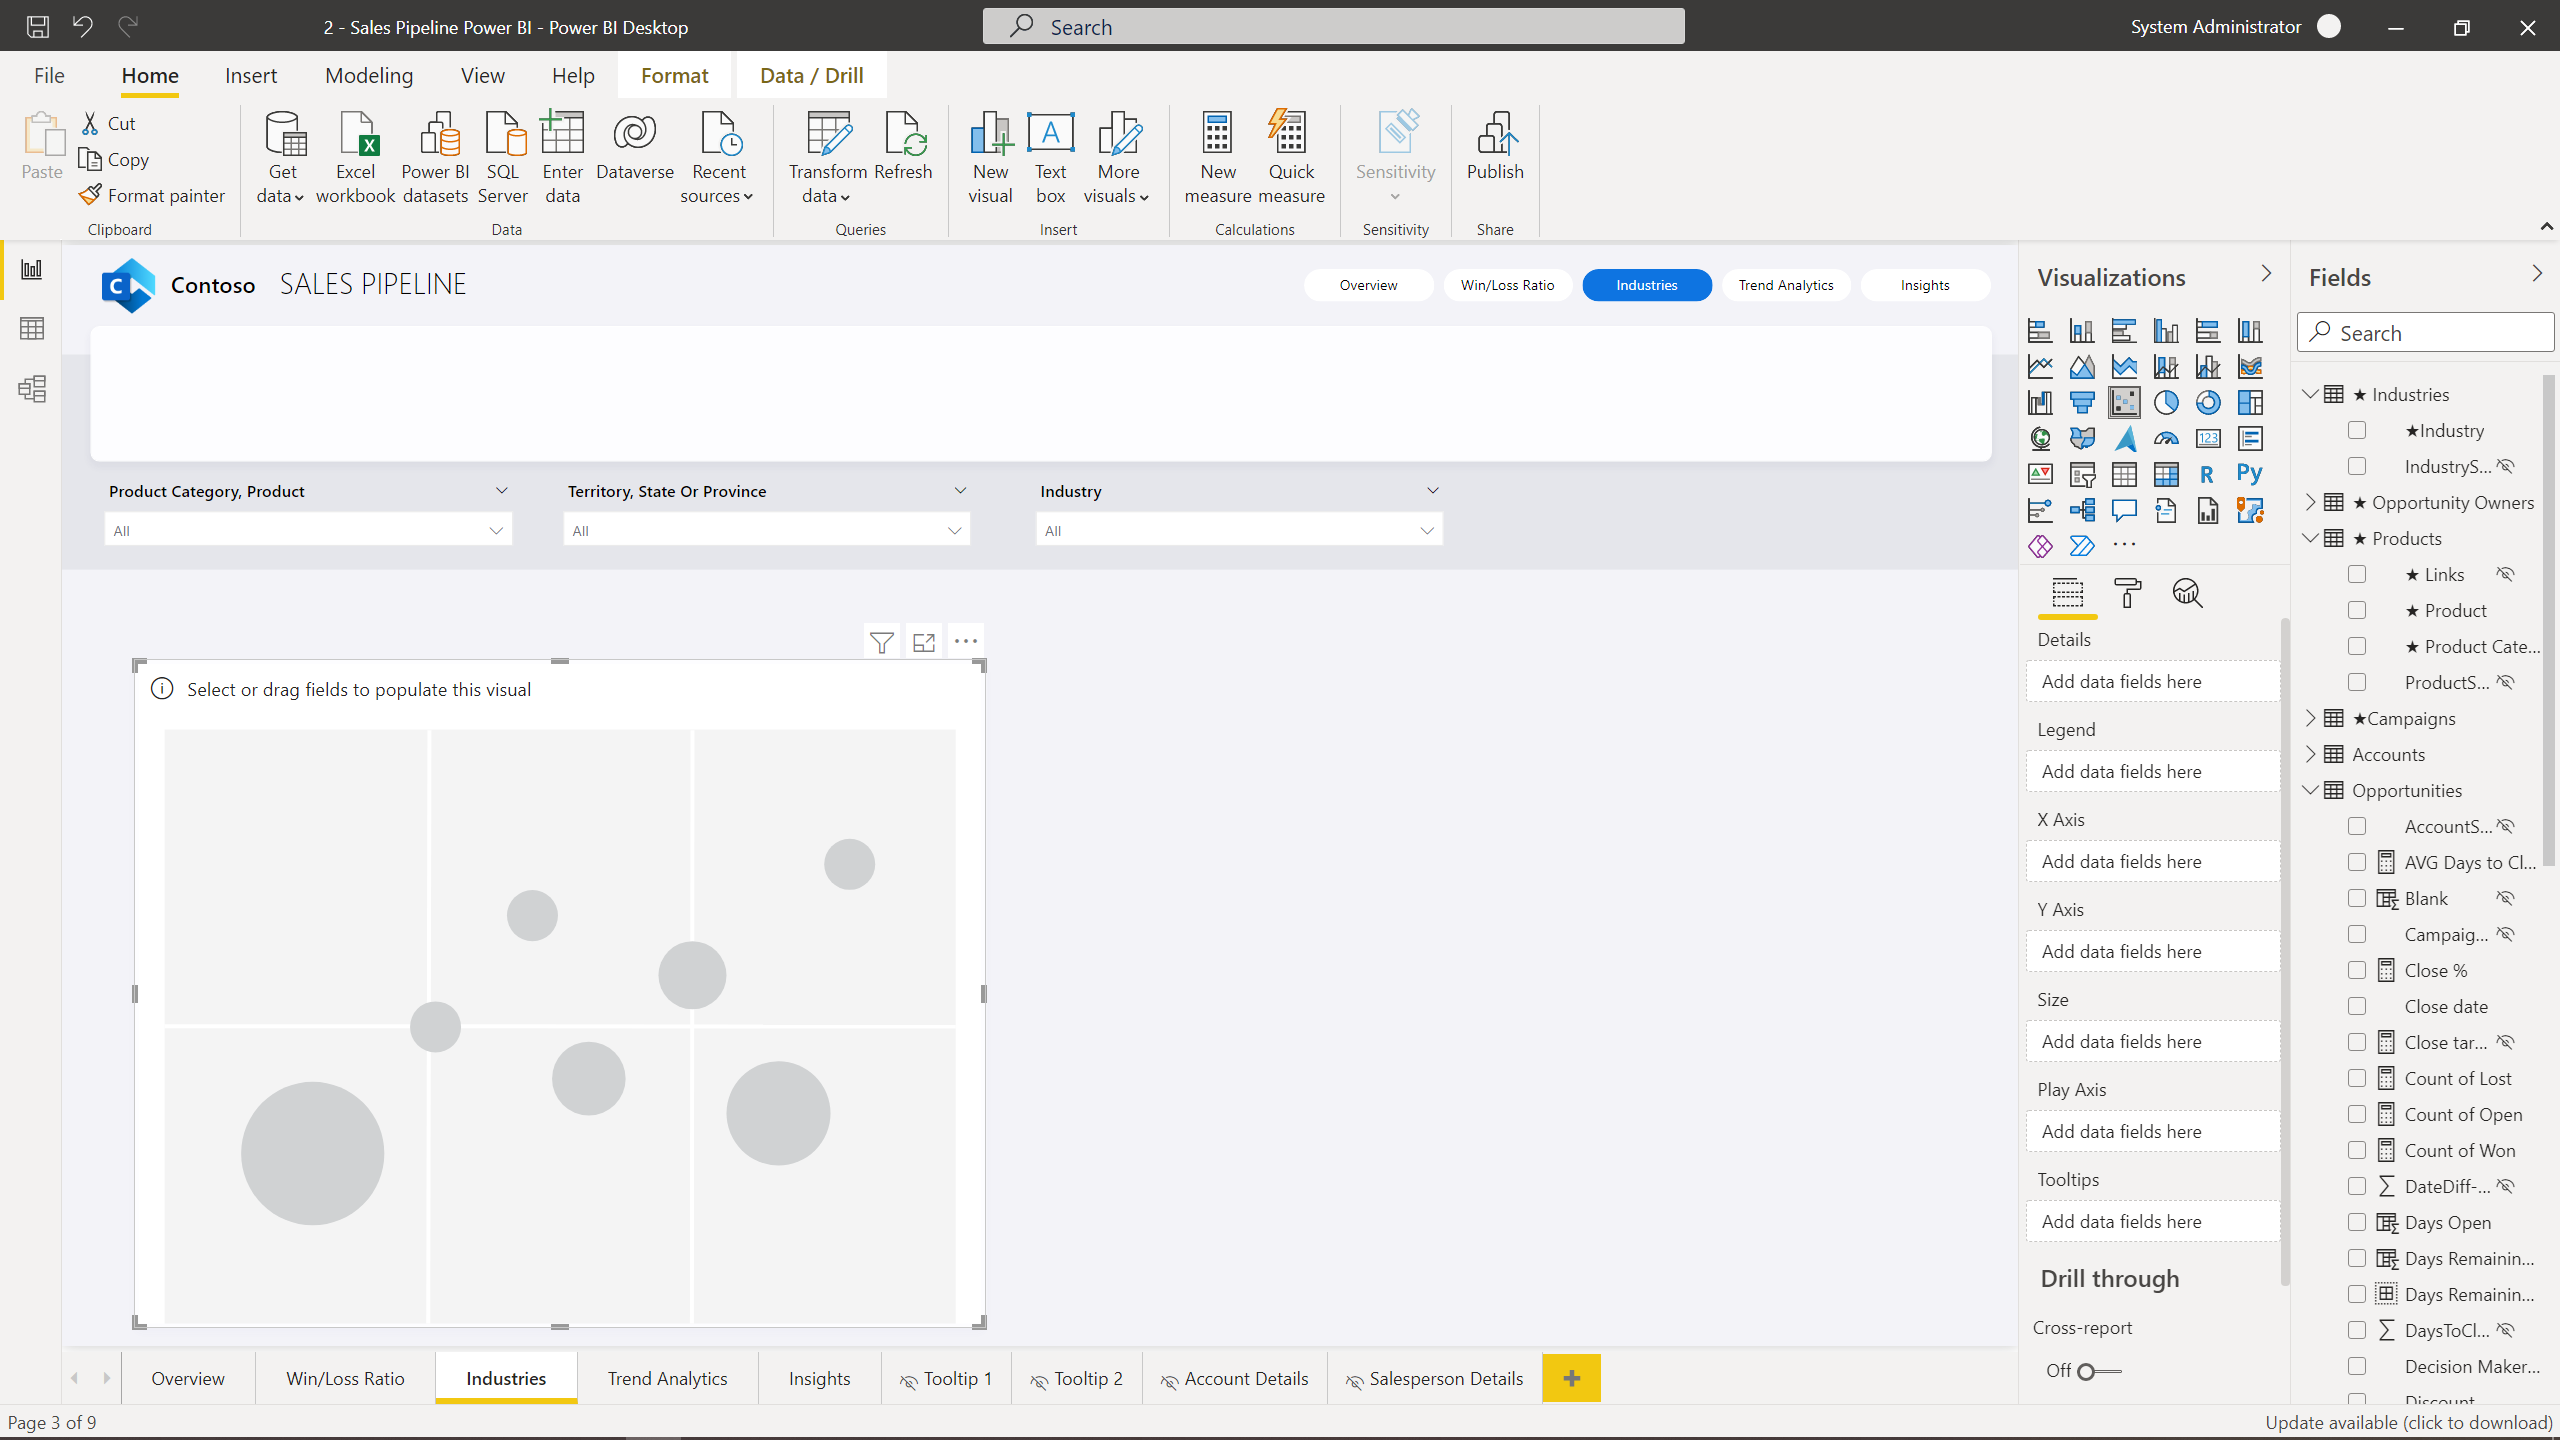 2 - Sales Pipeline Power BI - Power BI Desktop
Search
System Administrator
File
Home
Insert
Modeling
View
Help
Format
Data / Drill
Paste
Cut
Copy
Format painter
Clipboard
Get data
Excel workbook
Power BI datasets
SQL Server
Enter data
Dataverse
Recent sources
Data
Transform data
Refresh
Queries
New visual
Text box
More visuals
Insert
New measure
Quick measure
Calculations
Sensitivity
Sensitivity
Publish
Share
C Contoso SALES PIPELINE
Overview
Win/Loss Ratio
Industries
Trend Analytics
Insights
Product Category, Product
All
Territory, State Or Province
All
Industry
All
Select or drag fields to populate this visual
Visualizations
123
R
Py
Details
Add data fields here
Legend
Add data fields here
X Axis
Add data fields here
Y Axis
Add data fields here
Size
Add data fields here
Play Axis
Add data fields here
Tooltips
Add data fields here
Drill through
Cross-report
Off
Fields
Search
★ Industries
★Industry
IndustryS...
★ Opportunity Owners
★ Products
★ Links
★ Product
★ Product Cate...
ProductS...
★Campaigns
Accounts
Opportunities
AccountS...
AVG Days to Cl...
Blank
Campaig...
Close %
Close date
Close tar...
Count of Lost
Count of Open
Count of Won
DateDiff-...
Days Open
Days Remainin...
Days Remainin...
DaysToCl...
Decision Maker...
Discount
Overview
Win/Loss Ratio
Industries
Trend Analytics
Insights
Tooltip 1
Tooltip 2
Account Details
Salesperson Details
Page 3 of 9
Update available (click to download)